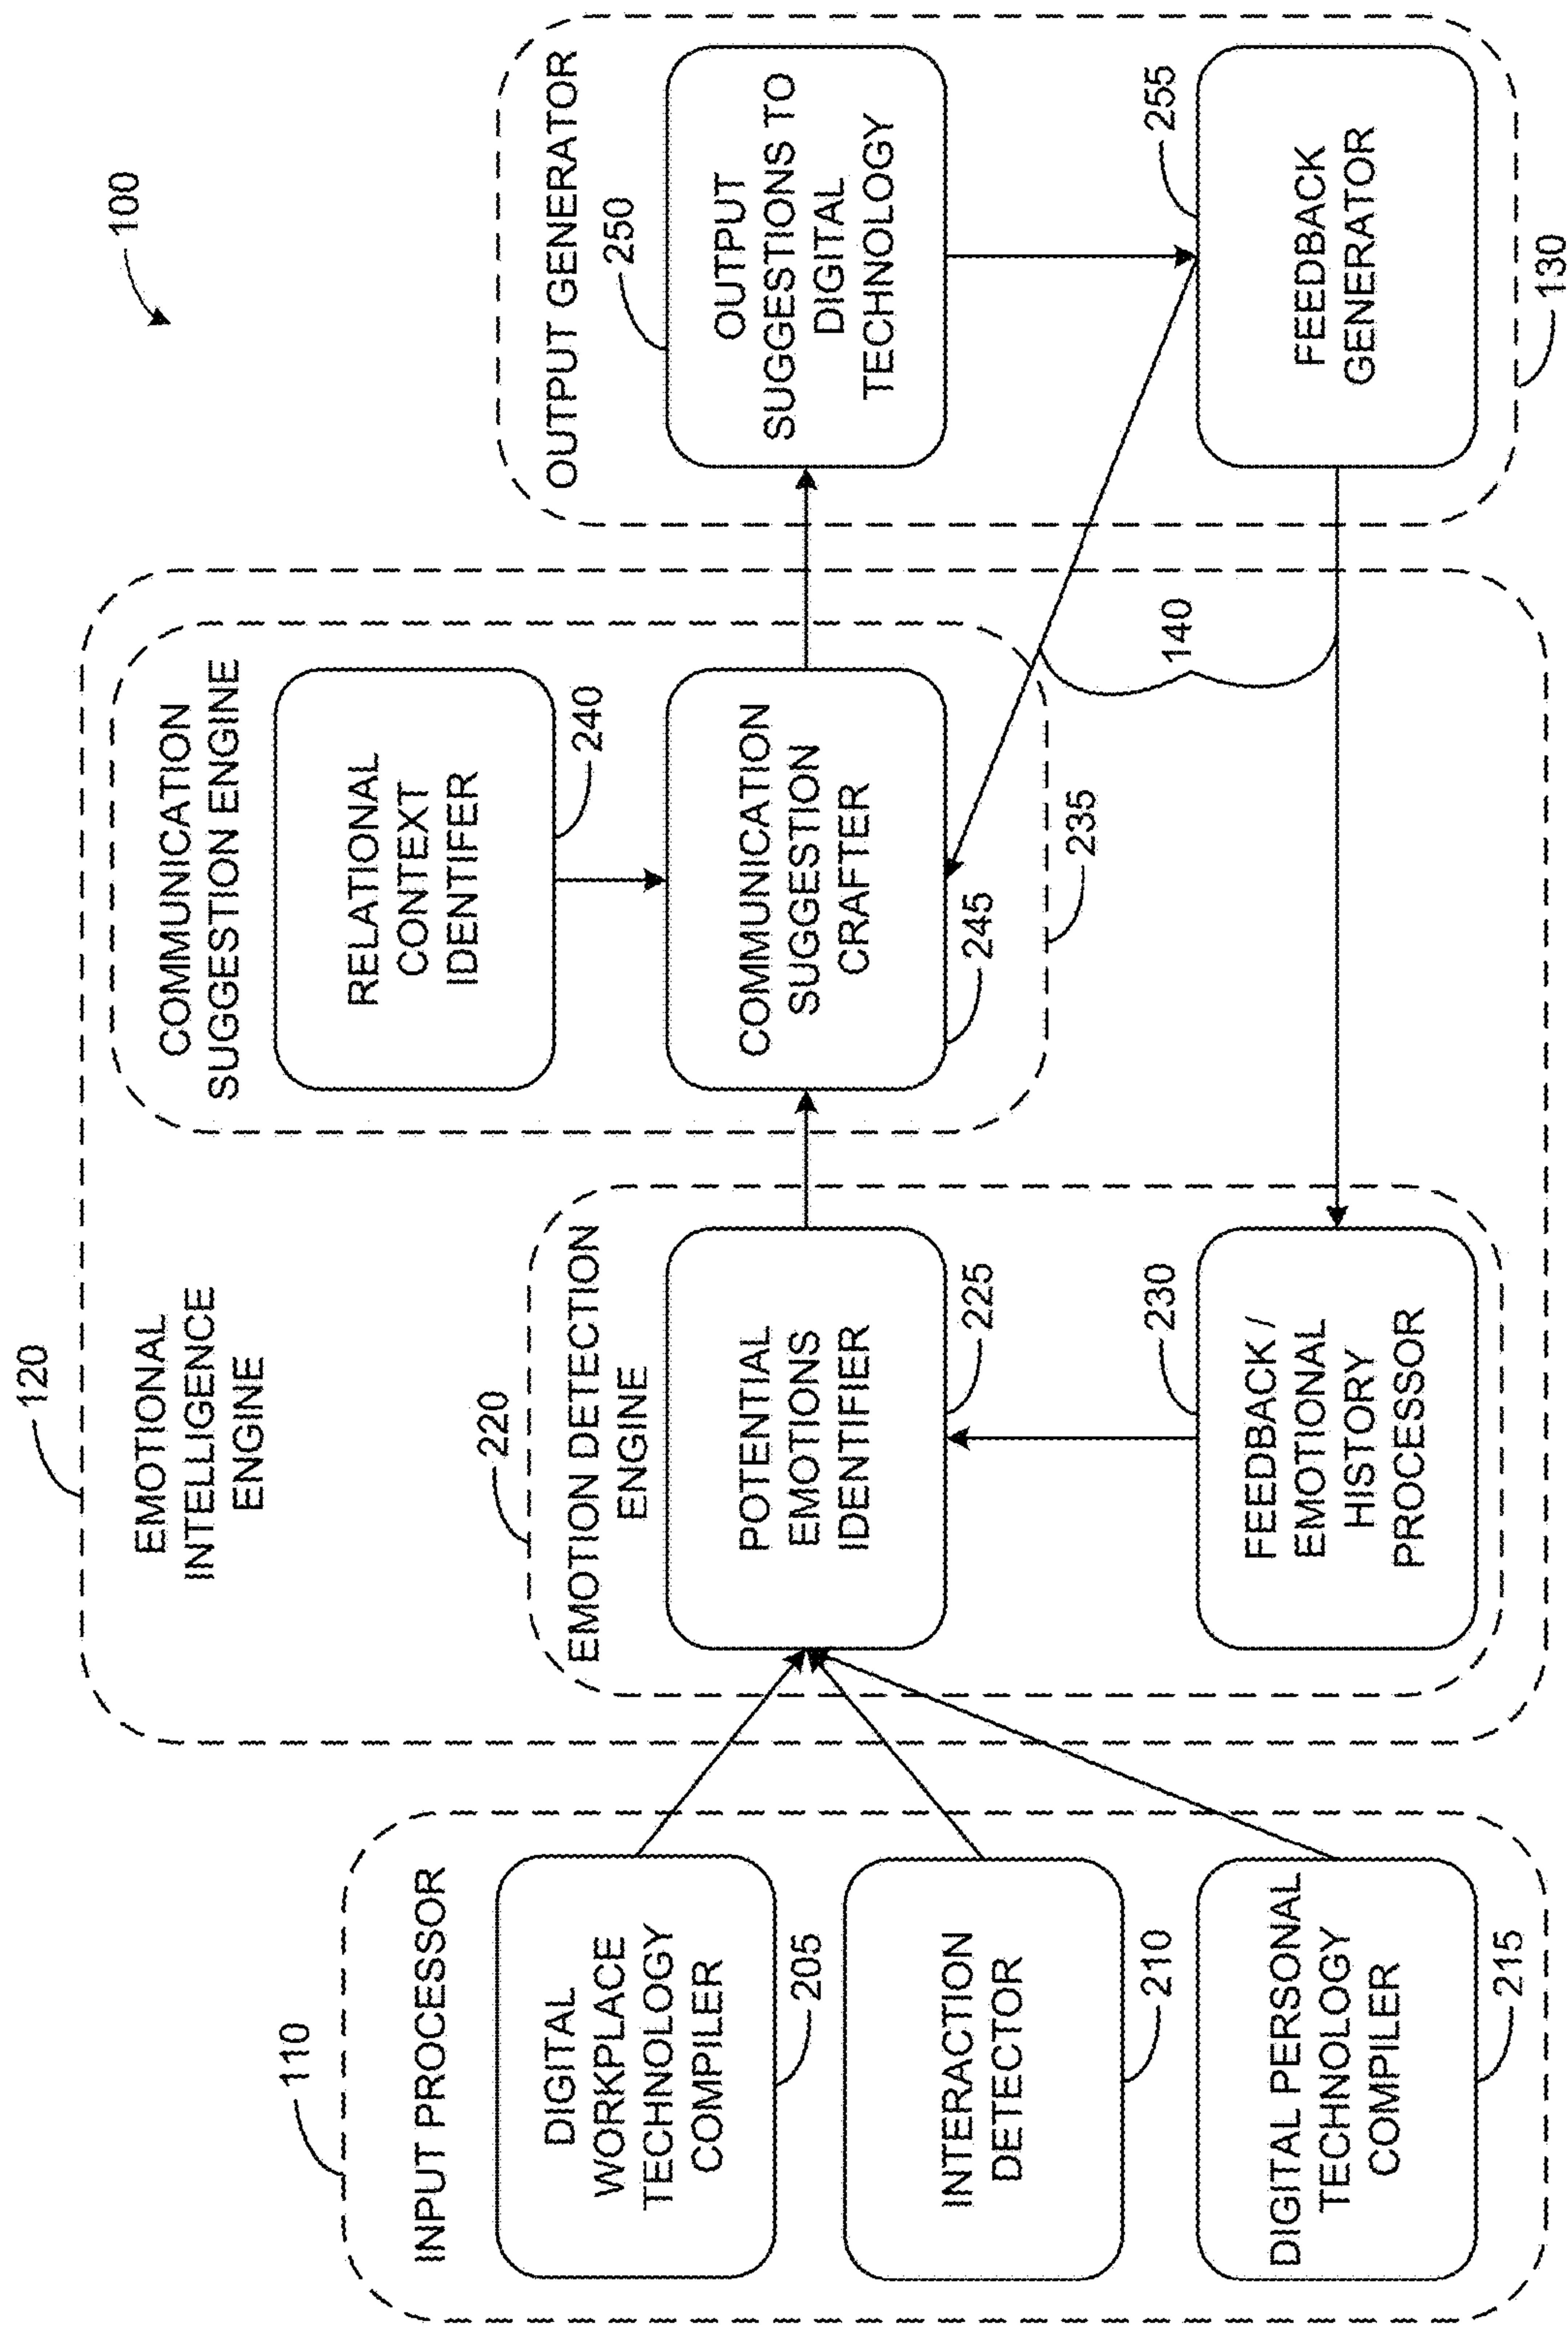 100
120
EMOTIONAL
INTELLIGENCE
ENGINE
110
INPUT PROCESSOR
DIGITAL
WORKPLACE
TECHNOLOGY
COMPILER
205
INTERACTION
DETECTOR
210
DIGITAL PERSONAL
TECHNOLOGY
COMPILER
215
220
EMOTION DETECTION
ENGINE
POTENTIAL
EMOTIONS
IDENTIFIER
225
230
FEEDBACK /
EMOTIONAL
HISTORY
PROCESSOR
COMMUNICATION
SUGGESTION ENGINE
RELATIONAL
CONTEXT
IDENTIFER
240
COMMUNICATION
SUGGESTION
CRAFTER
245
235
140
OUTPUT GENERATOR
250
OUTPUT
SUGGESTIONS TO
DIGITAL
TECHNOLOGY
255
FEEDBACK
GENERATOR
130